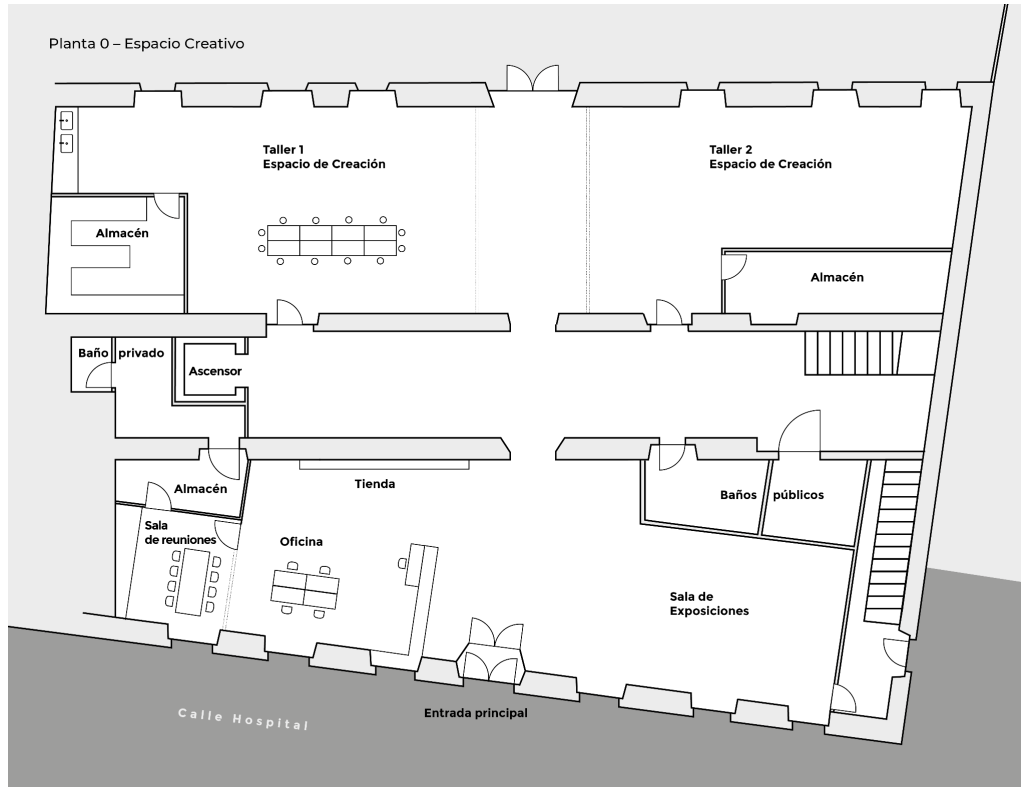 Planta 0 – Espacio Creativo
Taller 1
Espacio de Creación
Taller 2
Espacio de Creación
Almacén
Almacén
Baño privado
Ascensor
Almacén
Tienda
Baños públicos
Sala
de reuniones
Oficina
Sala de
Exposiciones
Calle Hospital
Entrada principal